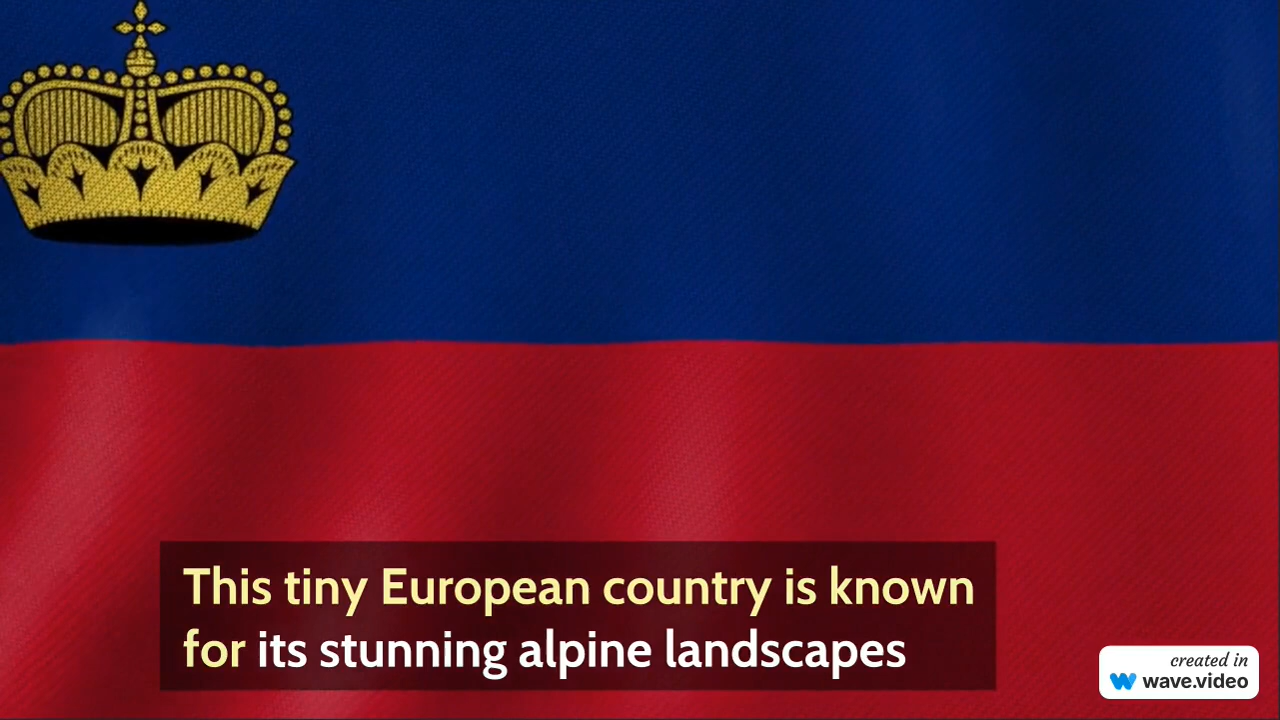 This tiny European country is known
for its stunning alpine landscapes
created in
wave.video